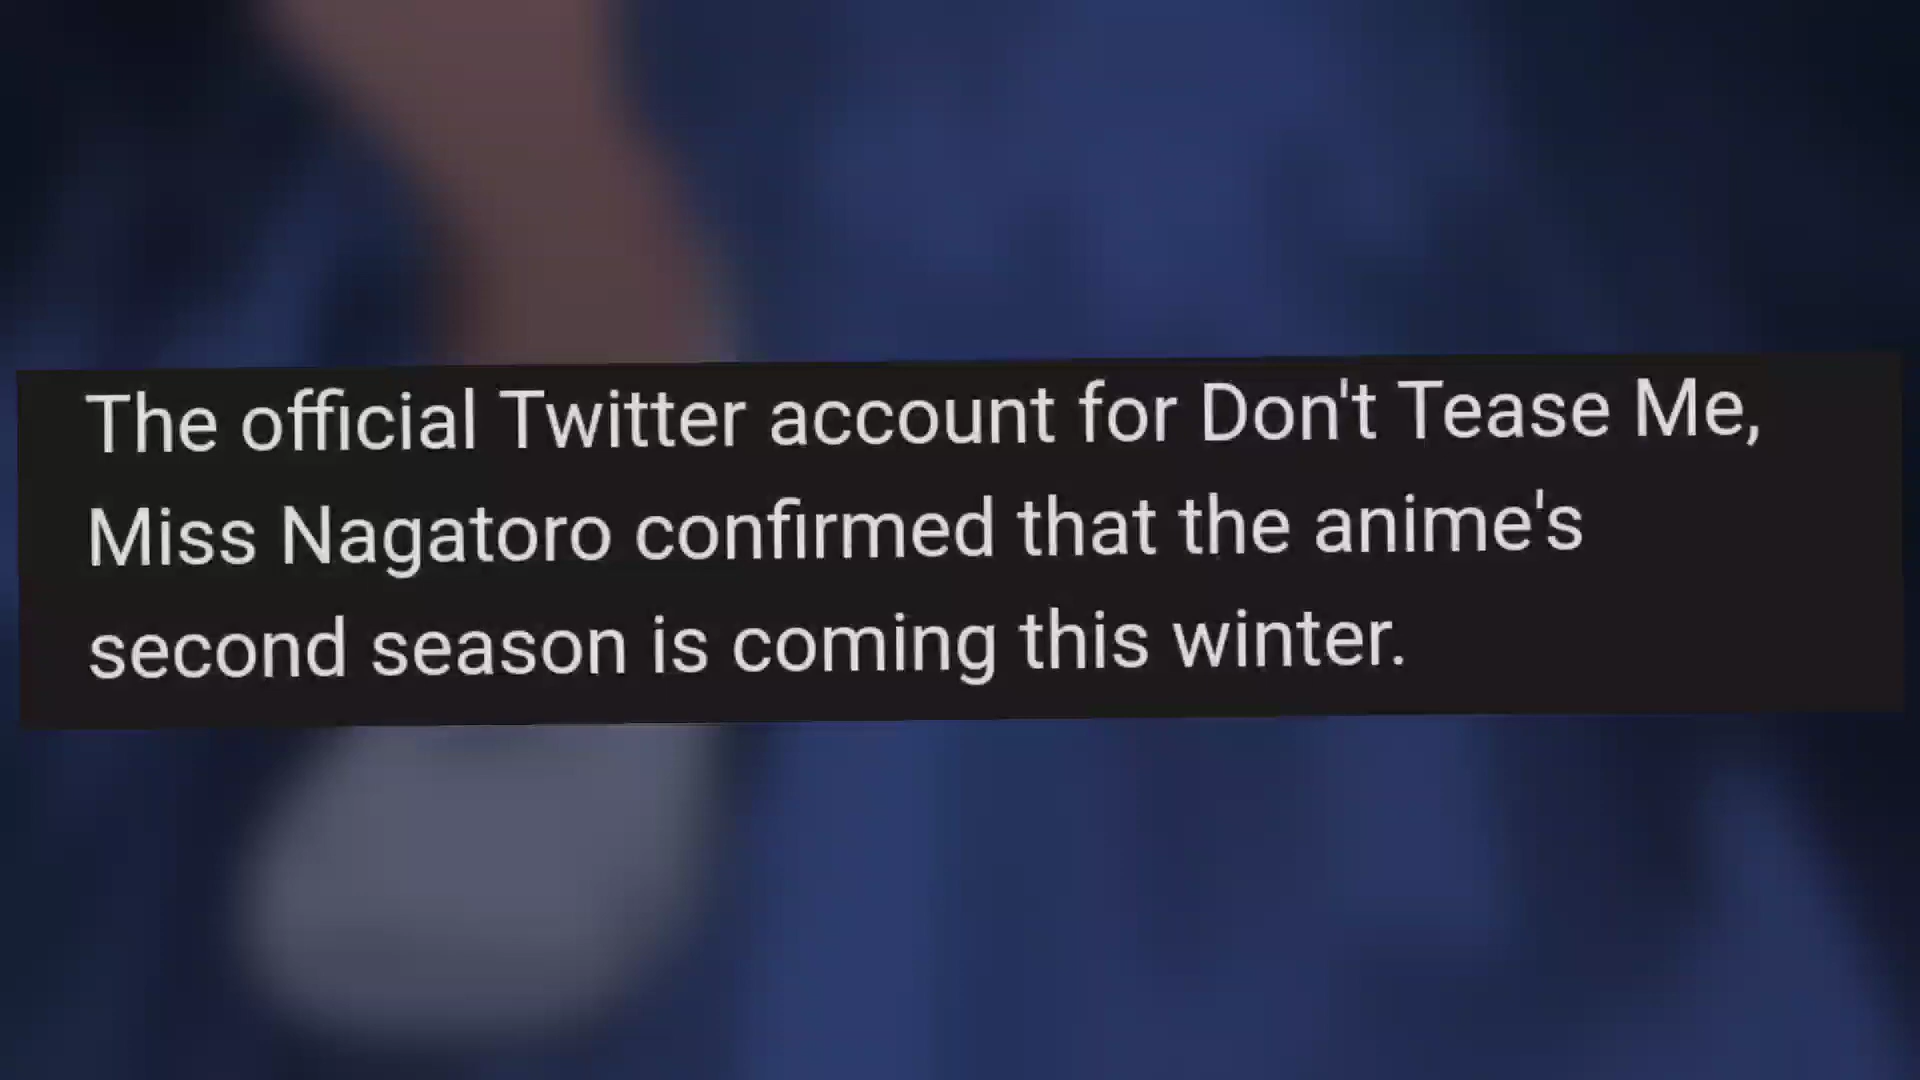 The official Twitter account for Don't Tease Me,
Miss Nagatoro confirmed that the anime's
second season is coming this winter.